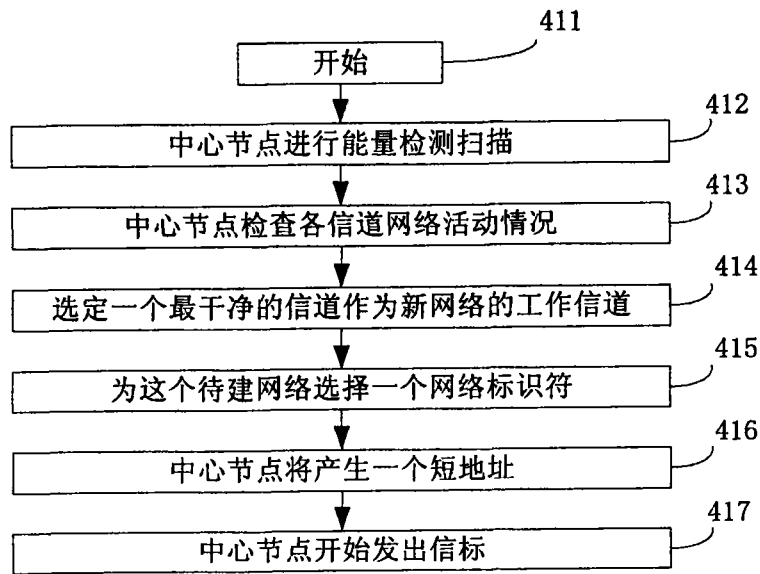 411
开始
412
中心节点进行能量检测扫描
413
中心节点检查各信道网络活动情况
414
选定一个最干净的信道作为新网络的工作信道
415
为这个待建网络选择一个网络标识符
416
中心节点将产生一个短地址
417
中心节点开始发出信标